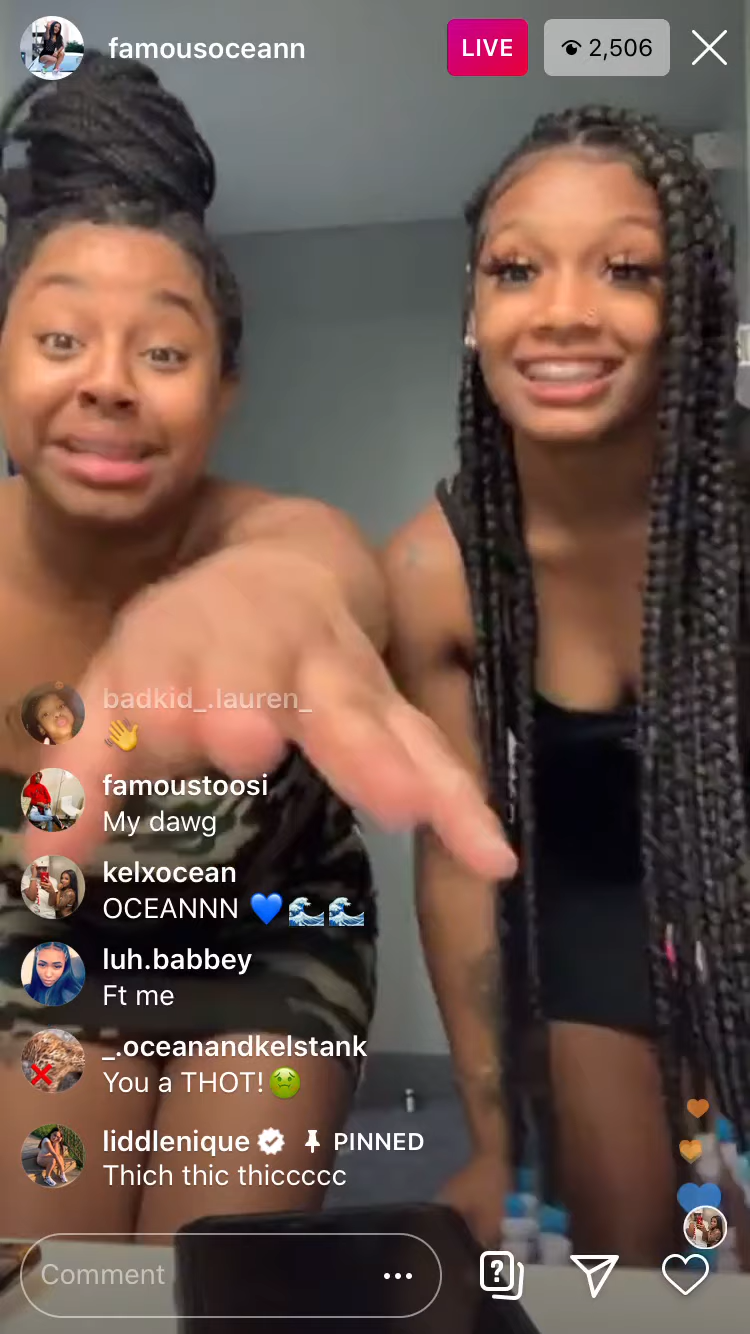 famousoceann
LIVE
2,506
badkid_.lauren_
👋
famoustoosi
My dawg
kelxocean
OCEANNN 💙🌊🌊
luh.babbey
Ft me
_.oceanandkelstank
You a THOT!🤢
liddlenique PINNED
Thich thic thiccccc
Comment